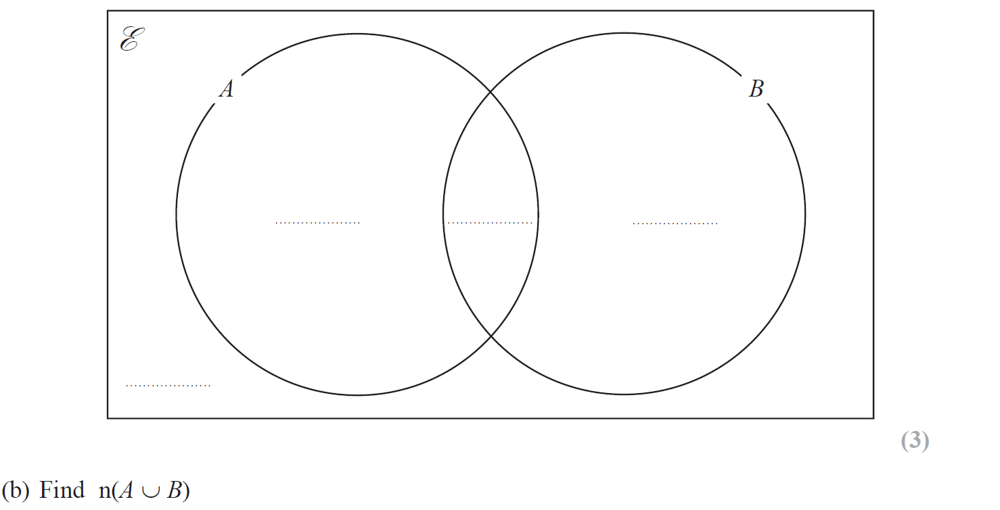 ℰ
A B
................... ................... ...................
...................
(3)
(b) Find n(A ∪ B)